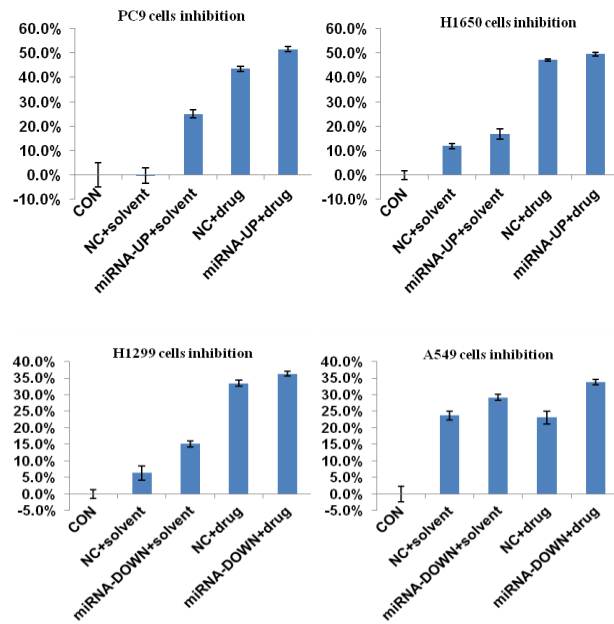 PC9 cells inhibition
60.0%
50.0%
40.0%
30.0%
20.0%
10.0%
0.0%
-10.0%
CON
NC+solvent
miRNA-UP+solvent
NC+drug
miRNA-UP+drug
H1650 cells inhibition
60.0%
50.0%
40.0%
30.0%
20.0%
10.0%
0.0%
-10.0%
CON
NC+solvent
miRNA-UP+solvent
NC+drug
miRNA-UP+drug
H1299 cells inhibition
40.0%
35.0%
30.0%
25.0%
20.0%
15.0%
10.0%
5.0%
0.0%
-5.0%
CON
NC+solvent
miRNA-DOWN+solvent
NC+drug
miRNA-DOWN+drug
A549 cells inhibition
40.0%
35.0%
30.0%
25.0%
20.0%
15.0%
10.0%
5.0%
0.0%
-5.0%
CON
NC+solvent
miRNA-DOWN+solvent
NC+drug
miRNA-DOWN+drug